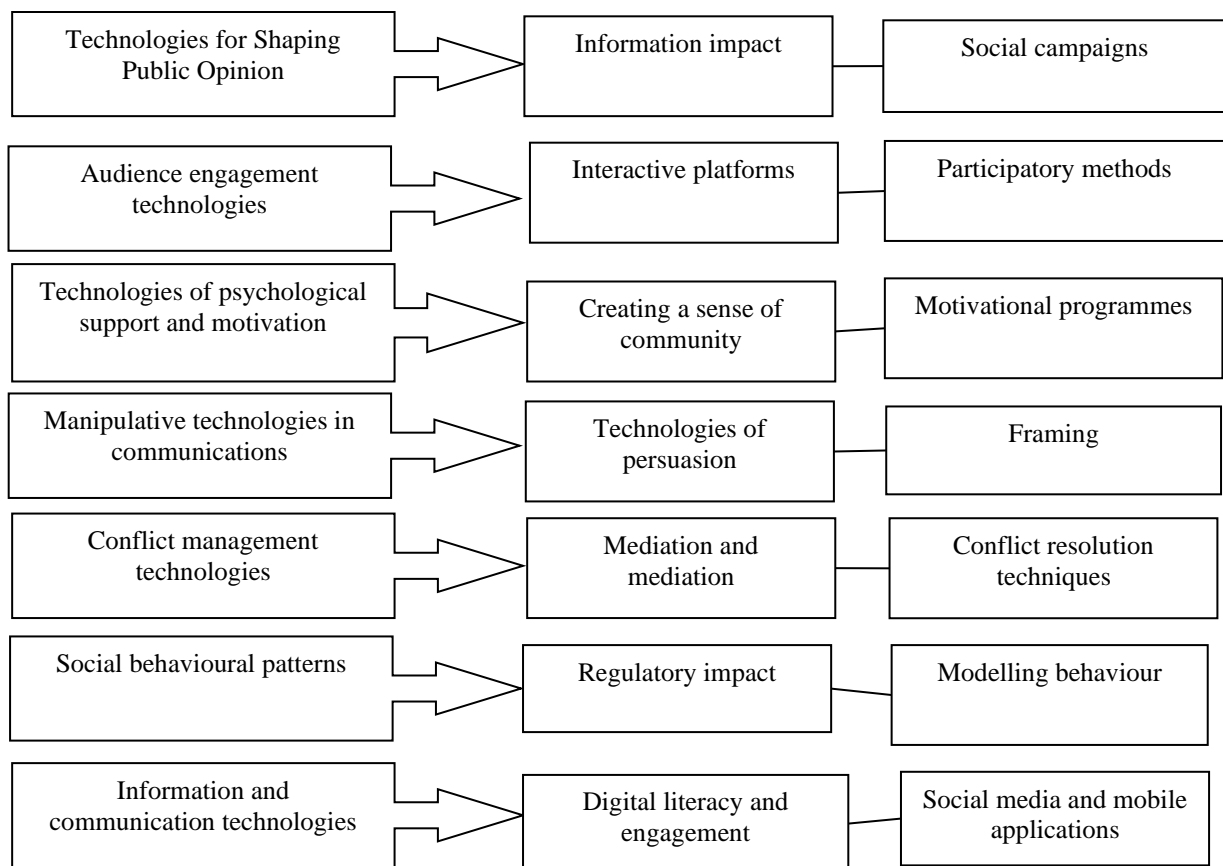 Technologies for Shaping
Public Opinion
Information impact
Social campaigns
Audience engagement
technologies
Interactive platforms
Participatory methods
Technologies of psychological
support and motivation
Creating a sense of
community
Motivational programmes
Manipulative technologies in
communications
Technologies of
persuasion
Framing
Conflict management
technologies
Mediation and
mediation
Conflict resolution
techniques
Social behavioural patterns
Regulatory impact
Modelling behaviour
Information and
communication technologies
Digital literacy and
engagement
Social media and mobile
applications